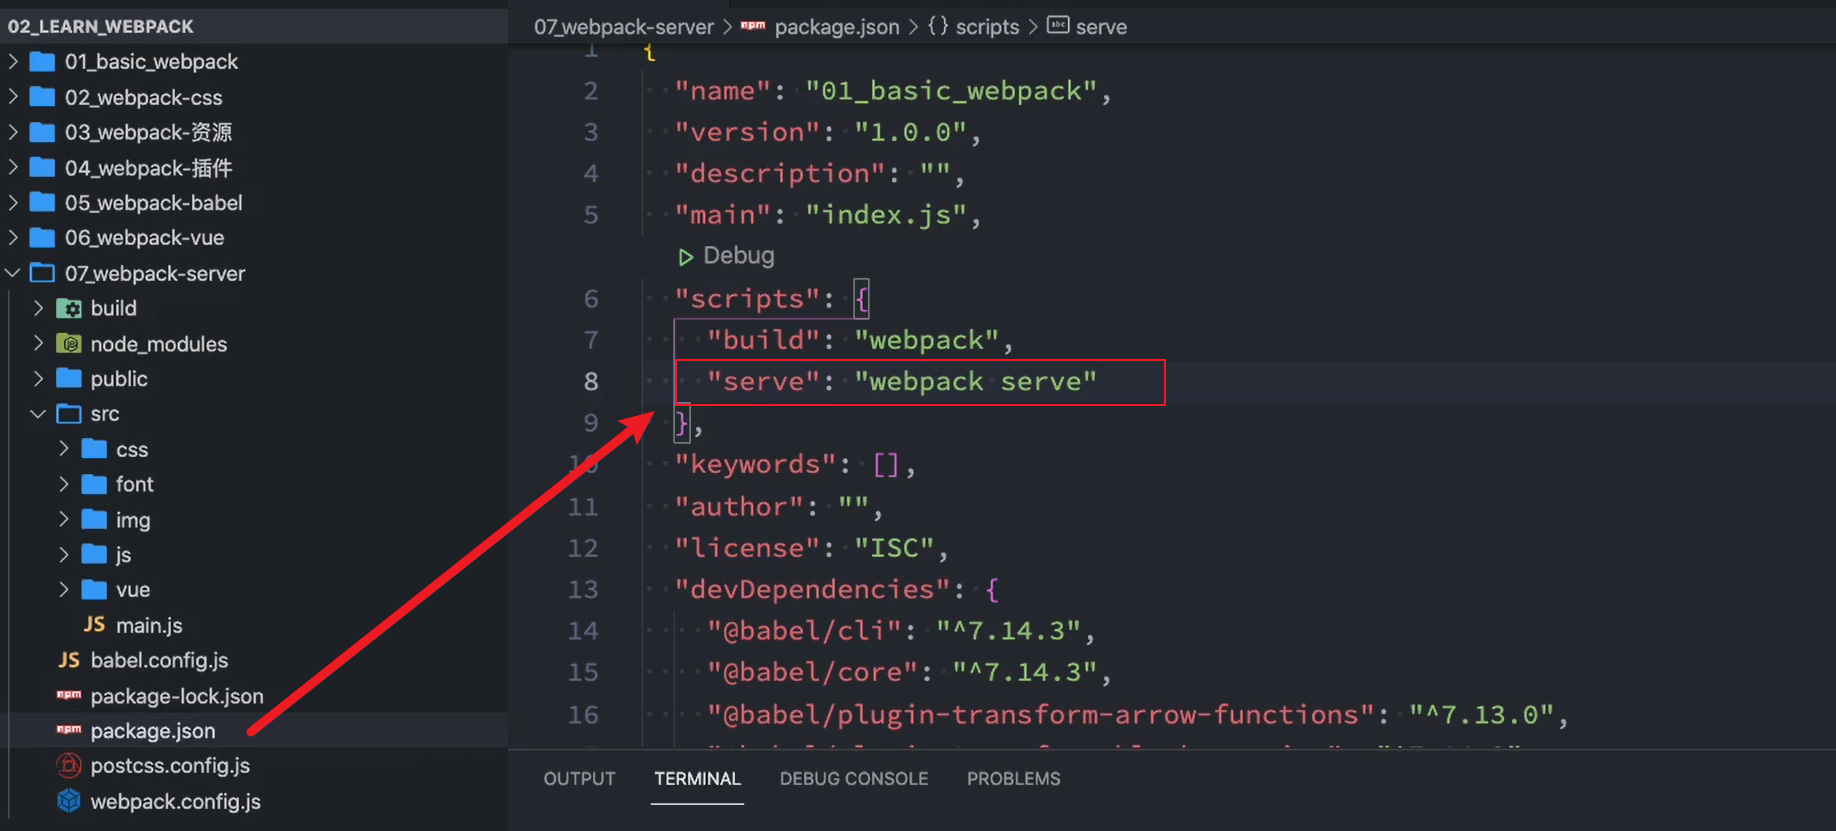 02_LEARN_WEBPACK
01_basic_webpack
02_webpack-css
03_webpack-资源
04_webpack-插件
05_webpack-babel
06_webpack-vue
07_webpack-server
build
node_modules
public
src
css
font
img
js
vue
JS main.js
JS babel.config.js
npm package-lock.json
npm package.json
postcss.config.js
webpack.config.js
07_webpack-server > npm package.json > {} scripts > abc serve
1 {
2 "name": "01_basic_webpack",
3 "version": "1.0.0",
4 "description": "",
5 "main": "index.js",
Debug
6 "scripts": {
7 "build": "webpack",
8 "serve": "webpack serve"
9 },
10 "keywords": [],
11 "author": "",
12 "license": "ISC",
13 "devDependencies": {
14 "@babel/cli": "^7.14.3",
15 "@babel/core": "^7.14.3",
16 "@babel/plugin-transform-arrow-functions": "^7.13.0",
OUTPUT TERMINAL DEBUG CONSOLE PROBLEMS